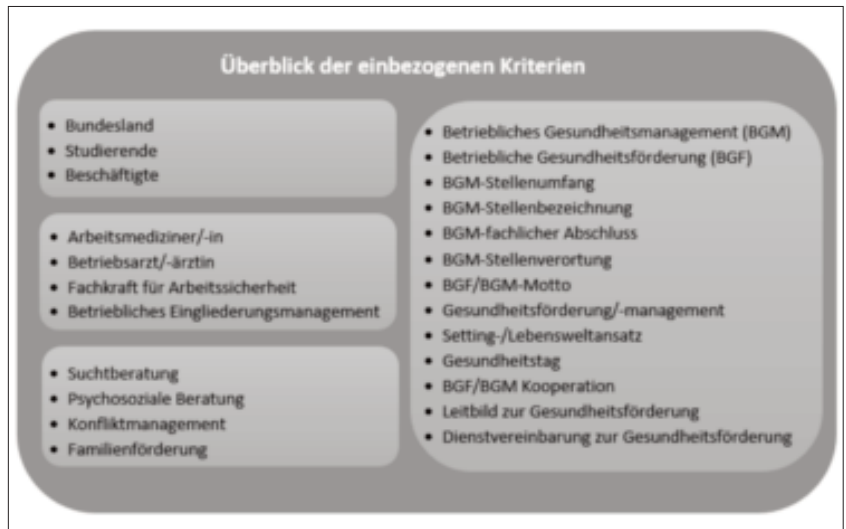 Überblick der einbezogenen Kriterien
• Bundesland
• Studierende
• Beschäftigte
• Arbeitsmediziner/-in
• Betriebsarzt/-ärztin
• Fachkraft für Arbeitssicherheit
• Betriebliches Eingliederungsmanagement
• Suchtberatung
• Psychosoziale Beratung
• Konfliktmanagement
• Familienförderung
• Betriebliches Gesundheitsmanagement (BGM)
• Betriebliche Gesundheitsförderung (BGF)
• BGM-Stellenumfang
• BGM-Stellenbezeichnung
• BGM-fachlicher Abschluss
• BGM-Stellenverortung
• BGF/BGM-Motto
• Gesundheitsförderung/-management
• Setting-/Lebensweltansatz
• Gesundheitstag
• BGF/BGM Kooperation
• Leitbild zur Gesundheitsförderung
• Dienstvereinbarung zur Gesundheitsförderung